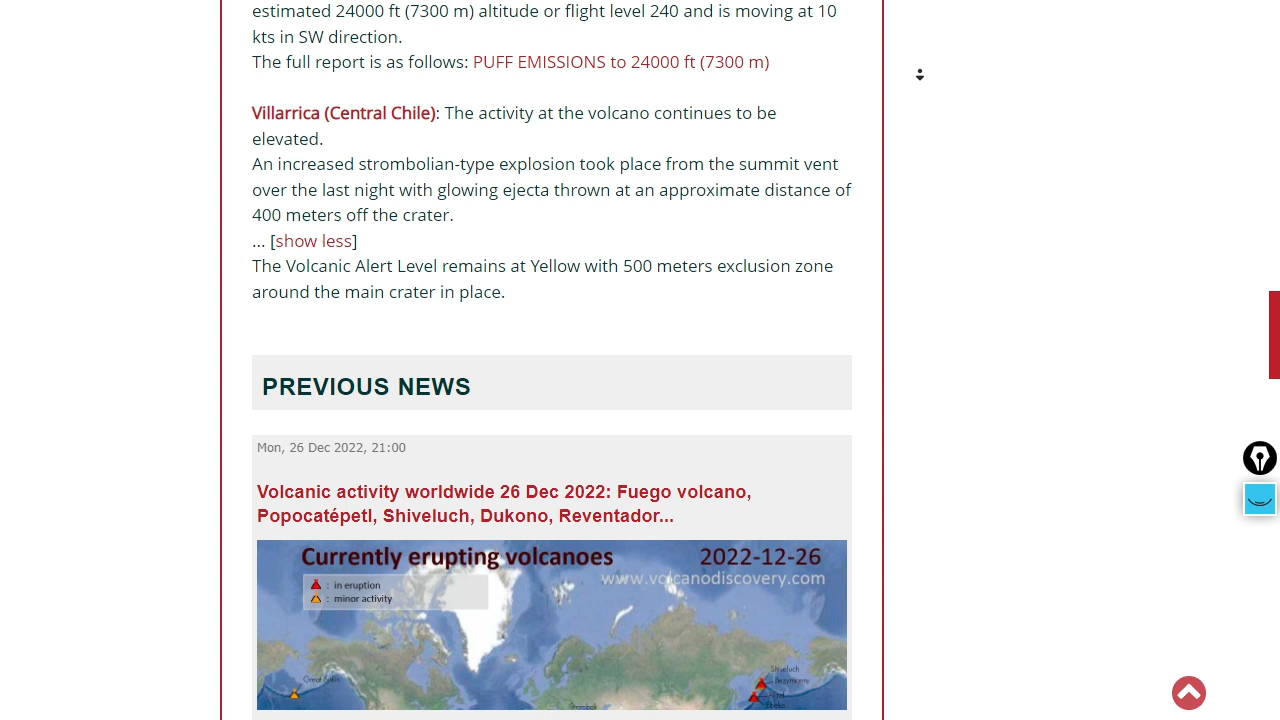 estimated 24000 ft (7300 m) altitude or flight level 240 and is moving at 10
kts in SW direction.
The full report is as follows: PUFF EMISSIONS to 24000 ft (7300 m)
Villarrica (Central Chile): The activity at the volcano continues to be
elevated.
An increased strombolian-type explosion took place from the summit vent
over the last night with glowing ejecta thrown at an approximate distance of
400 meters off the crater.
... [show less]
The Volcanic Alert Level remains at Yellow with 500 meters exclusion zone
around the main crater in place.
PREVIOUS NEWS
Mon, 26 Dec 2022, 21:00
Volcanic activity worldwide 26 Dec 2022: Fuego volcano,
Popocatépetl, Shiveluch, Dukono, Reventador...
Currently erupting volcanoes 2022-12-26
www.volcanodiscovery.com
: in eruption
: minor activity
Shiveluch
Great Sitkin
Bezymianny
Ebeko
Stromboli